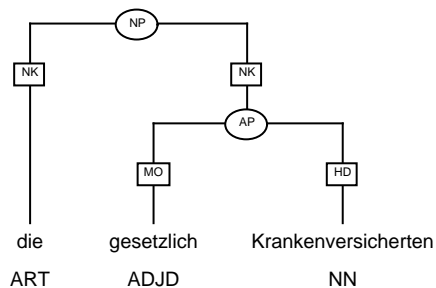 NP
NK NK
AP
MO HD
die gesetzlich Krankenversicherten
ART ADJD NN